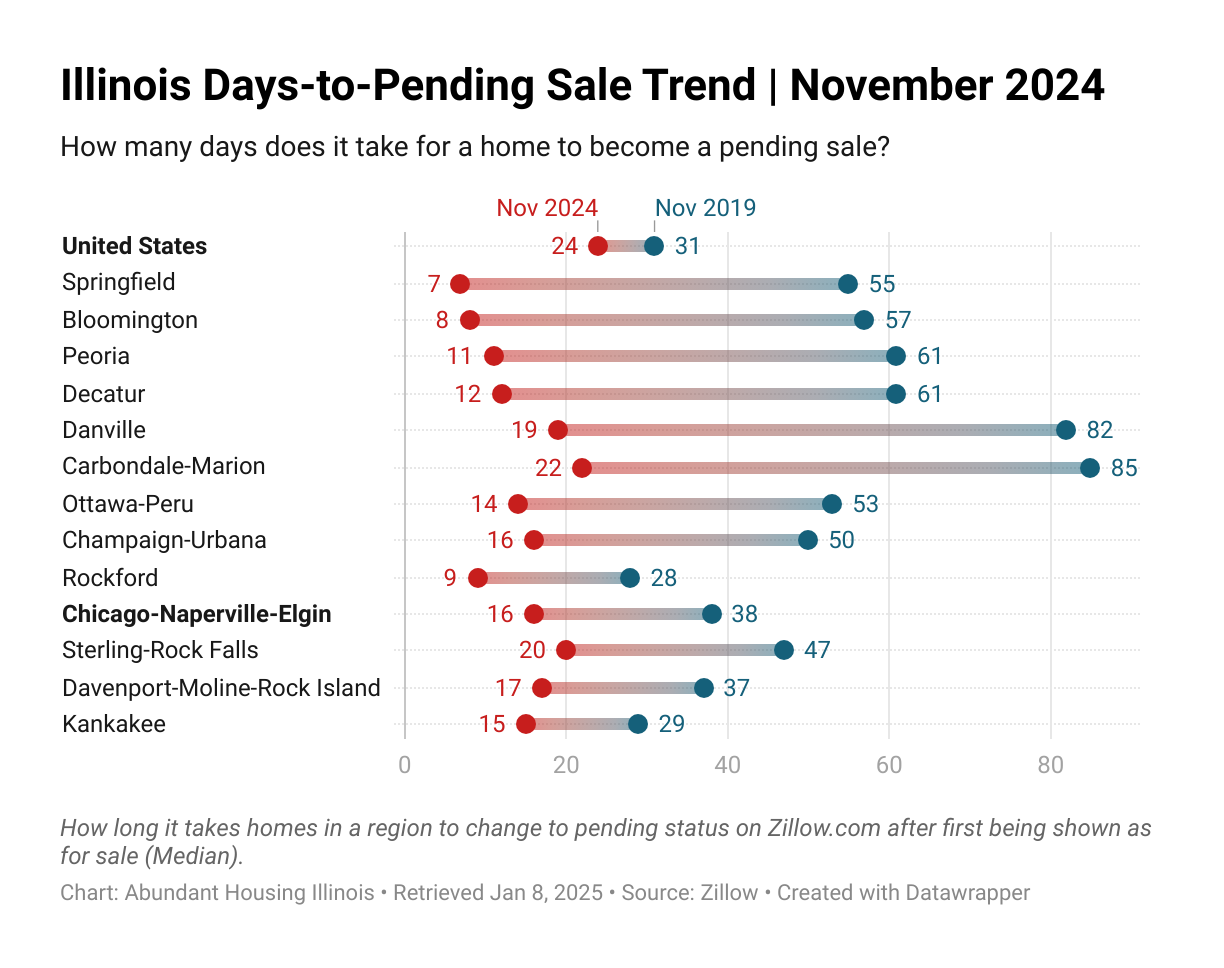 Illinois Days-to-Pending Sale Trend | November 2024
How many days does it take for a home to become a pending sale?
Nov 2024 Nov 2019
United States 24 31
Springfield 7 55
Bloomington 8 57
Peoria 11 61
Decatur 12 61
Danville 19 82
Carbondale-Marion 22 85
Ottawa-Peru 14 53
Champaign-Urbana 16 50
Rockford 9 28
Chicago-Naperville-Elgin 16 38
Sterling-Rock Falls 20 47
Davenport-Moline-Rock Island 17 37
Kankakee 15 29
0 20 40 60 80
How long it takes homes in a region to change to pending status on Zillow.com after first being shown as
for sale (Median).
Chart: Abundant Housing Illinois • Retrieved Jan 8, 2025 • Source: Zillow • Created with Datawrapper